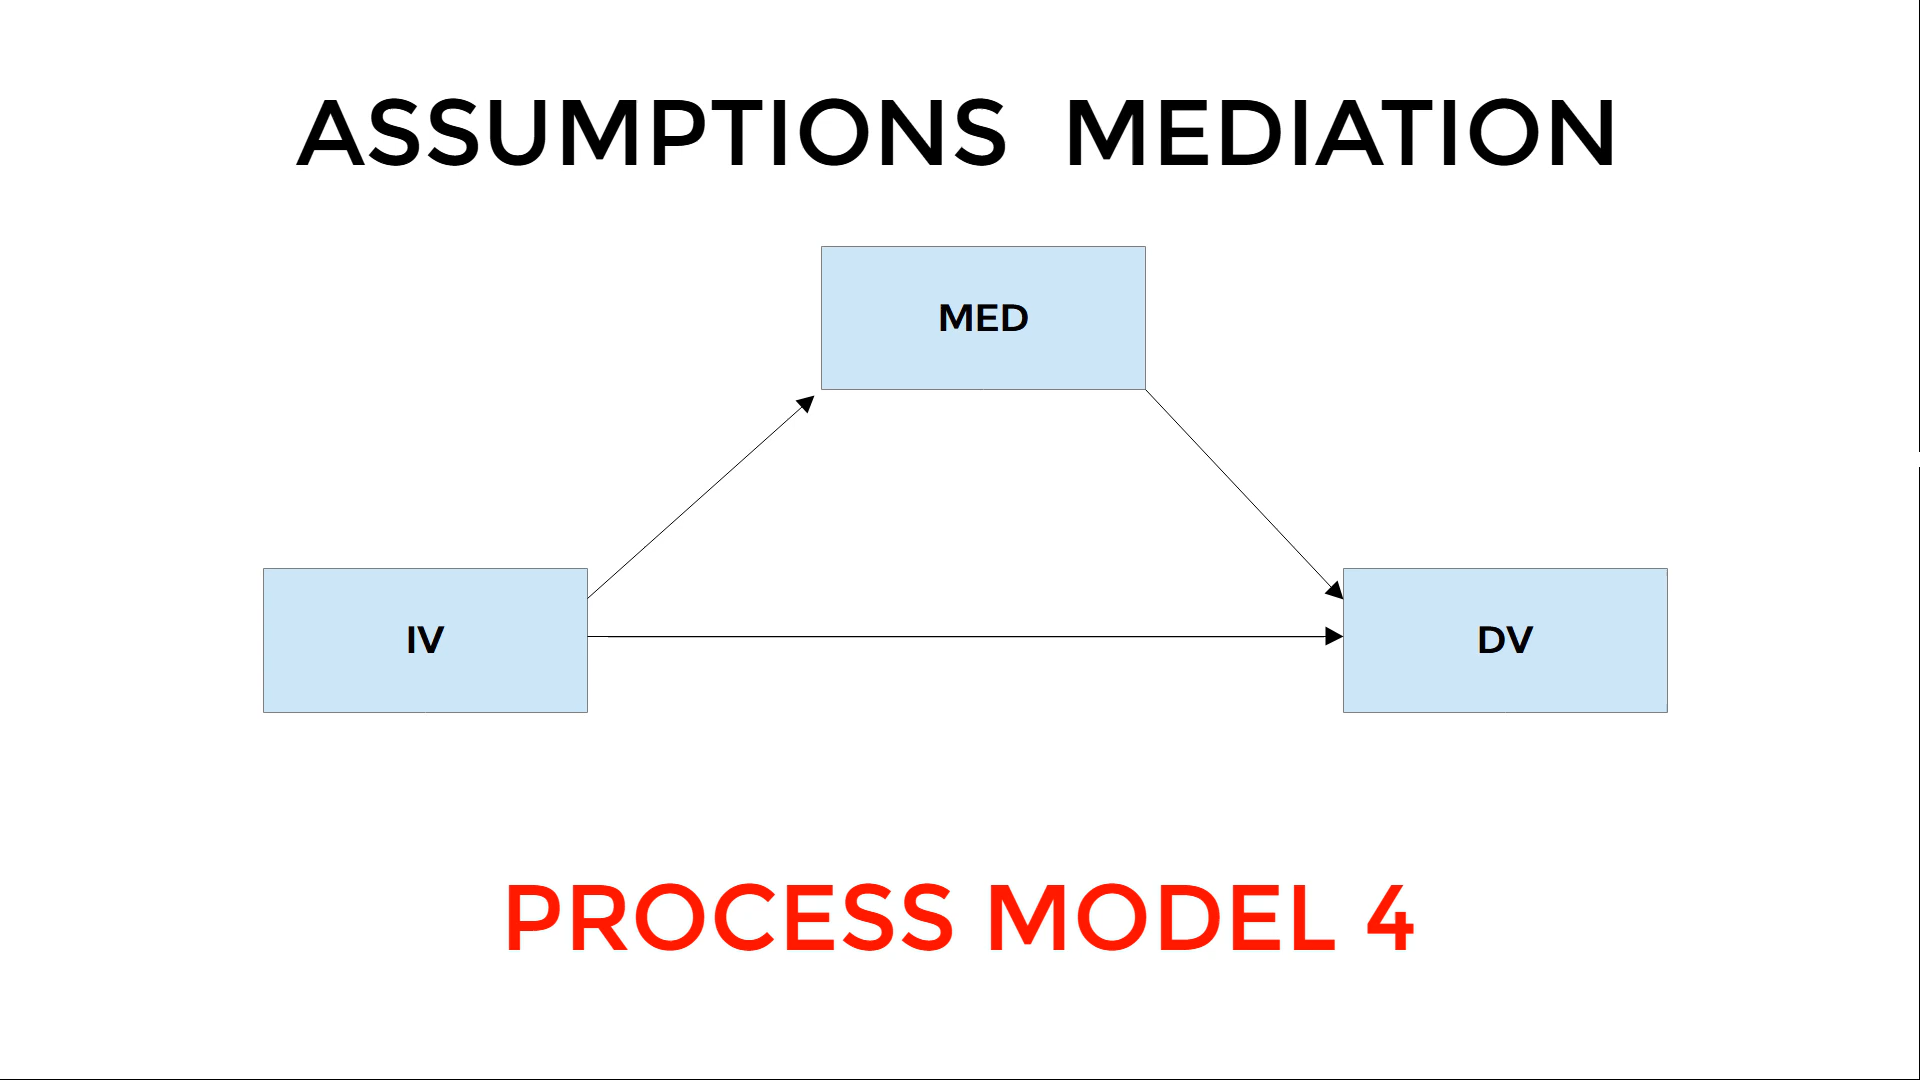 ASSUMPTIONS MEDIATION
MED
IV
DV
PROCESS MODEL 4